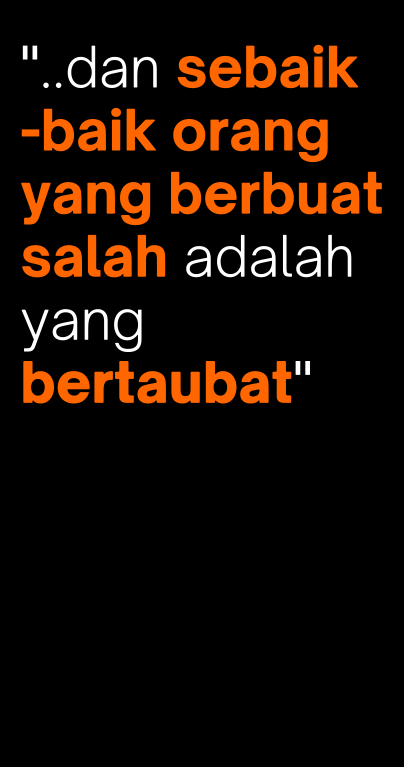 "..dan sebaik
-baik orang
yang berbuat
salah adalah
yang
bertaubat"